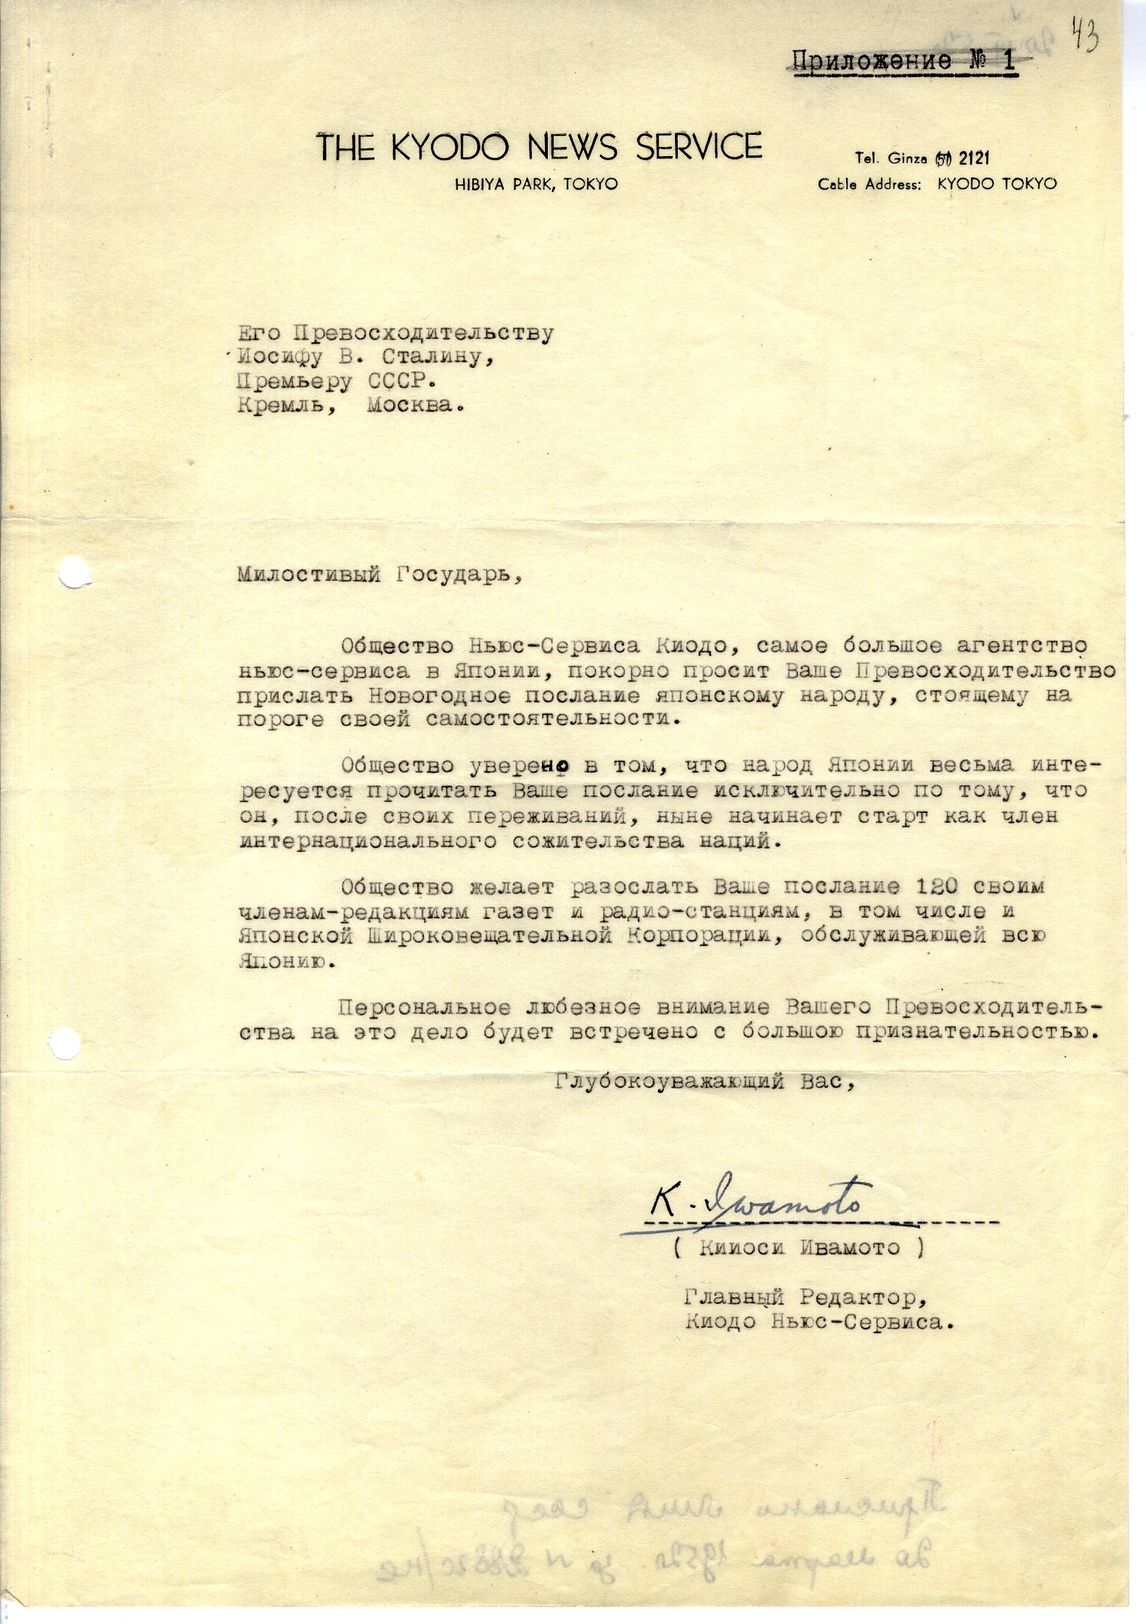 43
Приложение № 1
THE KYODO NEWS SERVICE
HIBIYA PARK, TOKYO
Tel. Ginza (57) 2121
Cable Address: KYODO TOKYO
Его Превосходительству
Иосифу В. Сталину,
Премьеру СССР.
Кремль, Москва.
Милостивый Государь,
Общество Ньюс-Сервиса Киодо, самое большое агентство
ньюс-сервиса в Японии, покорно просит Ваше Превосходительство
прислать Новогодное послание японскому народу, стоящему на
пороге своей самостоятельности.
Общество уверено в том, что народ Японии весьма инте-
ресуется прочитать Ваше послание исключительно по тому, что
он, после своих переживаний, ныне начинает старт как член
интернационального сожительства наций.
Общество желает разослать Ваше послание 120 своим
членам-редакциям газет и радио-станциям, в том числе и
Японской Широковещательной Корпорации, обслуживающей всю
Японию.
Персональное любезное внимание Вашего Превосходитель-
ства на это дело будет встречено с большою признательностью.
Глубокоуважающий Вас,
K. Iwamoto
( Кииоси Ивамото )
Главный Редактор,
Киодо Ньюс-Сервиса.